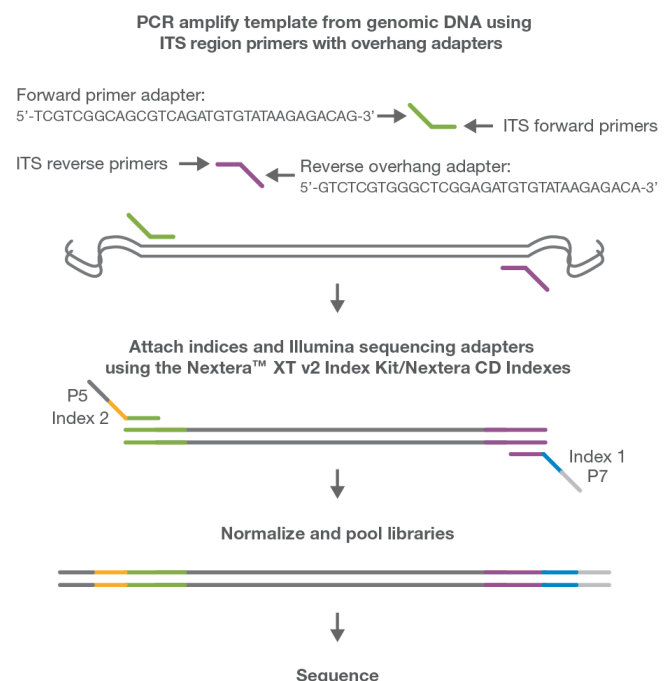 PCR amplify template from genomic DNA using
ITS region primers with overhang adapters
Forward primer adapter:
5’-TCGTCGGCAGCGTCAGATGTGTATAAGAGACAG-3’
ITS forward primers
ITS reverse primers
Reverse overhang adapter:
5’-GTCTCGTGGGCTCGGAGATGTGTATAAGAGACA-3’
Attach indices and Illumina sequencing adapters
using the Nextera™ XT v2 Index Kit/Nextera CD Indexes
P5
Index 2
Index 1
P7
Normalize and pool libraries
Sequence